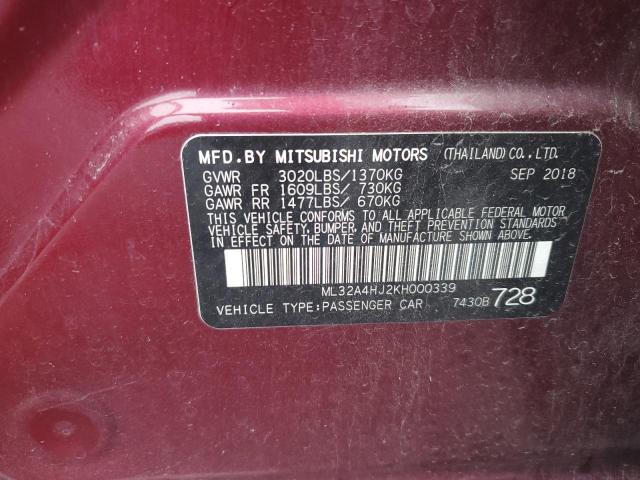 MFD.BY MITSUBISHI MOTORS (THAILAND) CO., LTD.
GVWR 3020LBS/1370KG SEP 2018
GAWR FR 1609LBS/ 730KG
GAWR RR 1477LBS/ 670KG
THIS VEHICLE CONFORMS TO ALL APPLICABLE FEDERAL MOTOR
VEHICLE SAFETY, BUMPER, AND THEFT PREVENTION STANDARDS
IN EFFECT ON THE DATE OF MANUFACTURE SHOWN ABOVE.
ML32A4HJ2KH000339
VEHICLE TYPE:PASSENGER CAR 7430B 728